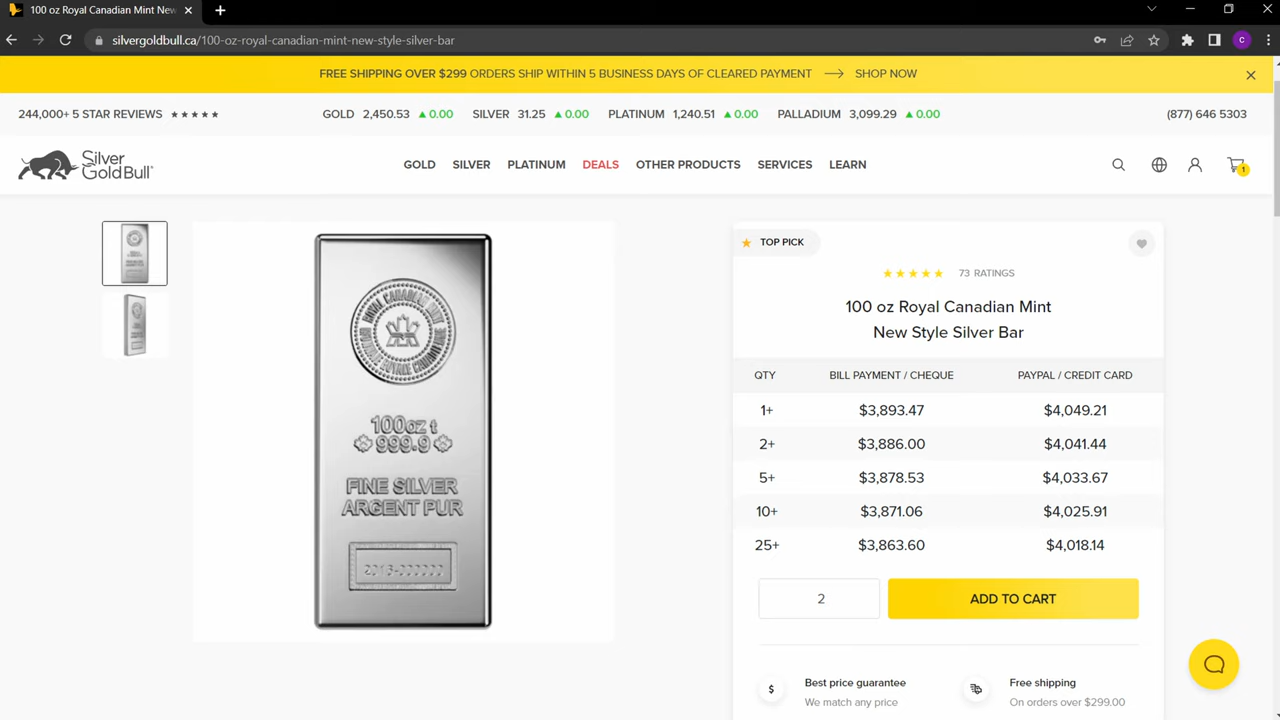 100 oz Royal Canadian Mint New
silvergoldbull.ca/100-oz-royal-canadian-mint-new-style-silver-bar
C
FREE SHIPPING OVER $299 ORDERS SHIP WITHIN 5 BUSINESS DAYS OF CLEARED PAYMENT → SHOP NOW
244,000+ 5 STAR REVIEWS ★★★★★ GOLD 2,450.53 ▲0.00 SILVER 31.25 ▲0.00 PLATINUM 1,240.51 ▲0.00 PALLADIUM 3,099.29 ▲0.00 (877) 646 5303
Silver
Gold Bull
GOLD SILVER PLATINUM DEALS OTHER PRODUCTS SERVICES LEARN
1
ROYAL CANADIAN MINT
MONNAIE ROYALE CANADIENNE
100oz t
999.9
FINE SILVER
ARGENT PUR
TOP PICK
★★★★★ 73 RATINGS
100 oz Royal Canadian Mint
New Style Silver Bar
QTY BILL PAYMENT / CHEQUE PAYPAL / CREDIT CARD
1+ $3,893.47 $4,049.21
2+ $3,886.00 $4,041.44
5+ $3,878.53 $4,033.67
10+ $3,871.06 $4,025.91
25+ $3,863.60 $4,018.14
2 ADD TO CART
$ Best price guarantee
We match any price
Free shipping
On orders over $299.00